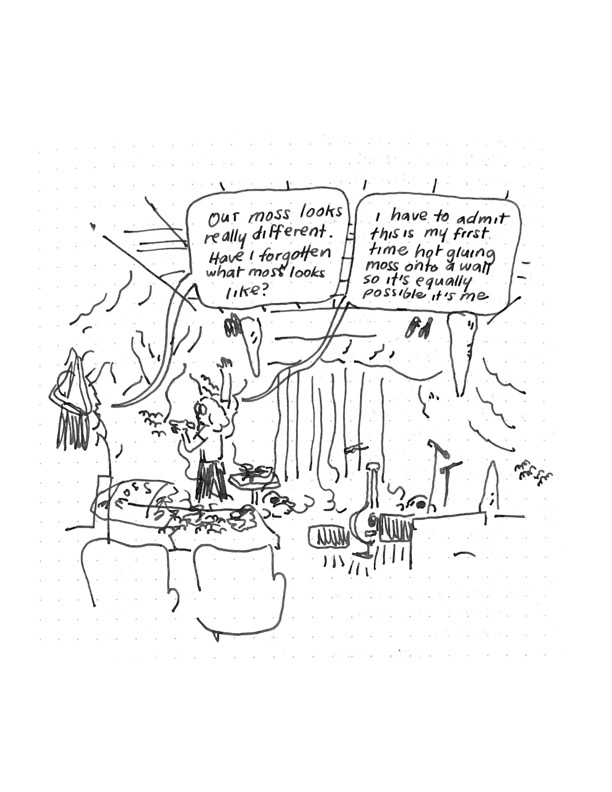 Our moss looks
really different.
Have I forgotten
what moss looks
like?
I have to admit
this is my first
time hot gluing
moss onto a wall
so it's equally
possible it's me
moss